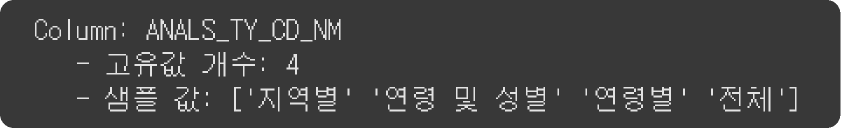 Column: ANALS_TY_CD_NM
- 고유값 개수: 4
- 샘플 값: ['지역별' '연령 및 성별' '연령별' '전체']